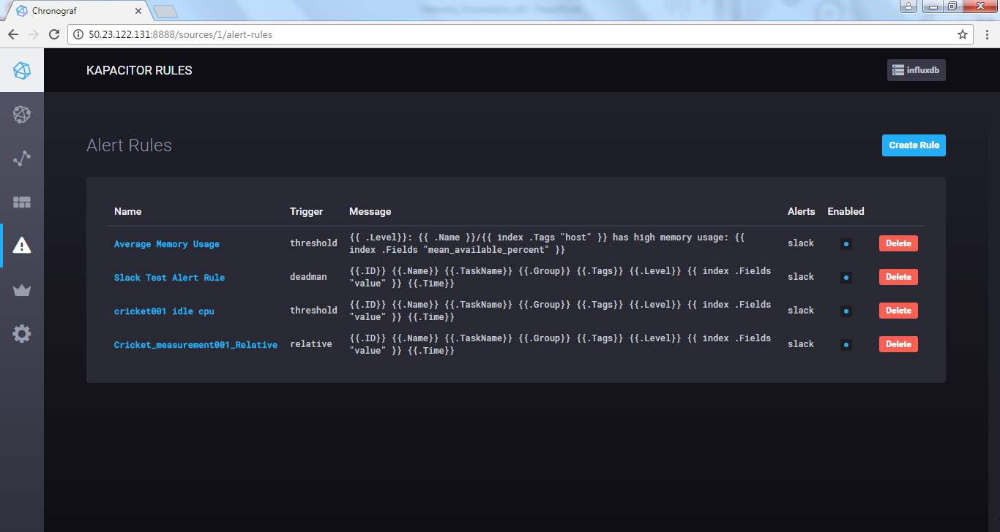 Chronograf
50.23.122.131:8888/sources/1/alert-rules
KAPACITOR RULES
influxdb
Alert Rules
Create Rule
Name Trigger Message Alerts Enabled
Average Memory Usage threshold {{ .Level}}: {{ .Name }}/{{ index .Tags "host" }} has high memory usage: {{ slack Delete
index .Fields "mean_available_percent" }}
Slack Test Alert Rule deadman {{.ID}} {{.Name}} {{.TaskName}} {{.Group}} {{.Tags}} {{.Level}} {{ index .Fields slack Delete
"value" }} {{.Time}}
cricket001 idle cpu threshold {{.ID}} {{.Name}} {{.TaskName}} {{.Group}} {{.Tags}} {{.Level}} {{ index .Fields slack Delete
"value" }} {{.Time}}
Cricket_measurement001_Relative relative {{.ID}} {{.Name}} {{.TaskName}} {{.Group}} {{.Tags}} {{.Level}} {{ index .Fields slack Delete
"value" }} {{.Time}}